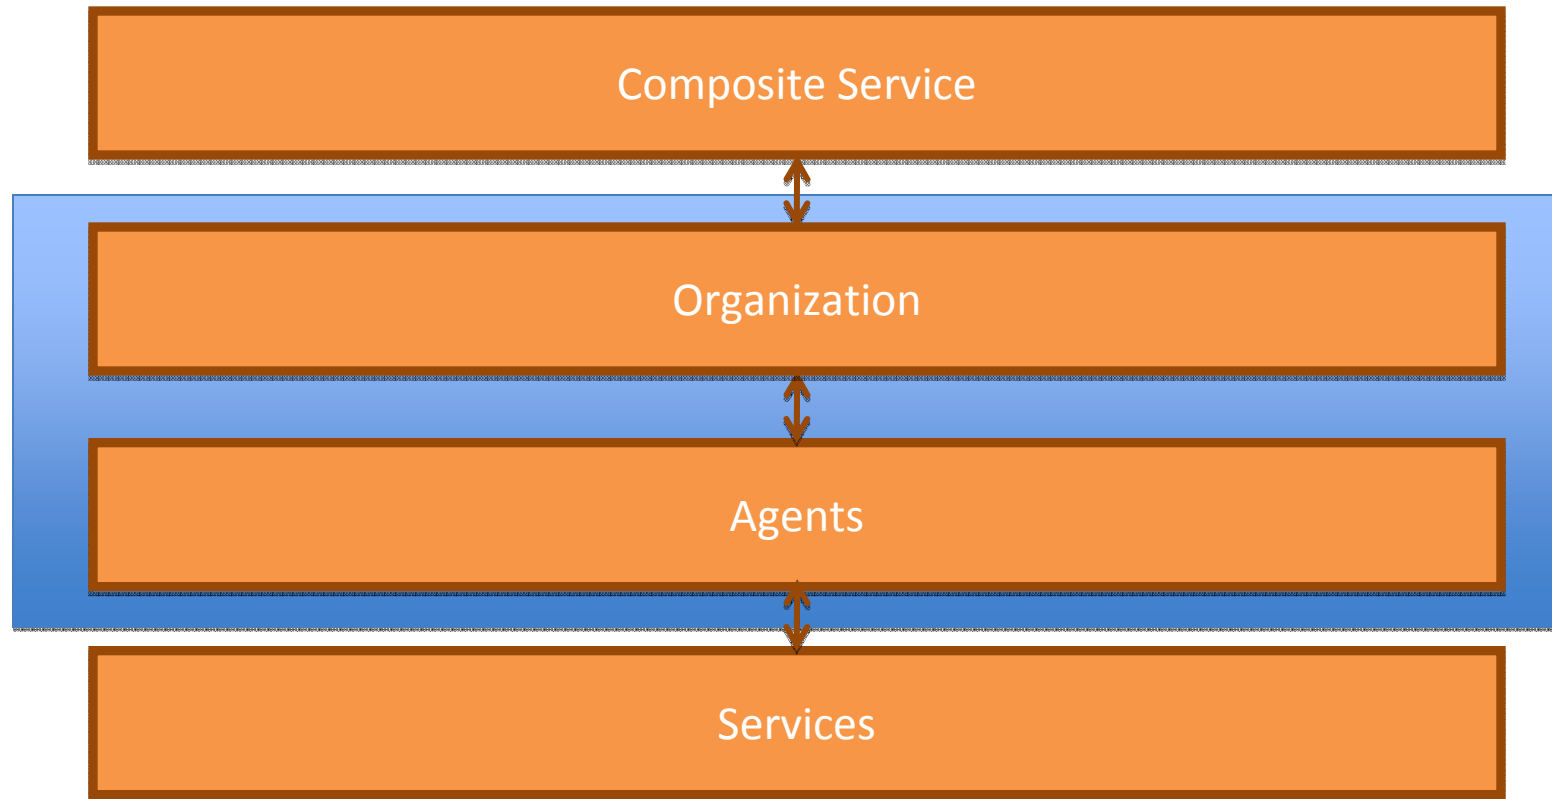 Composite Service
Organization
Agents
Services